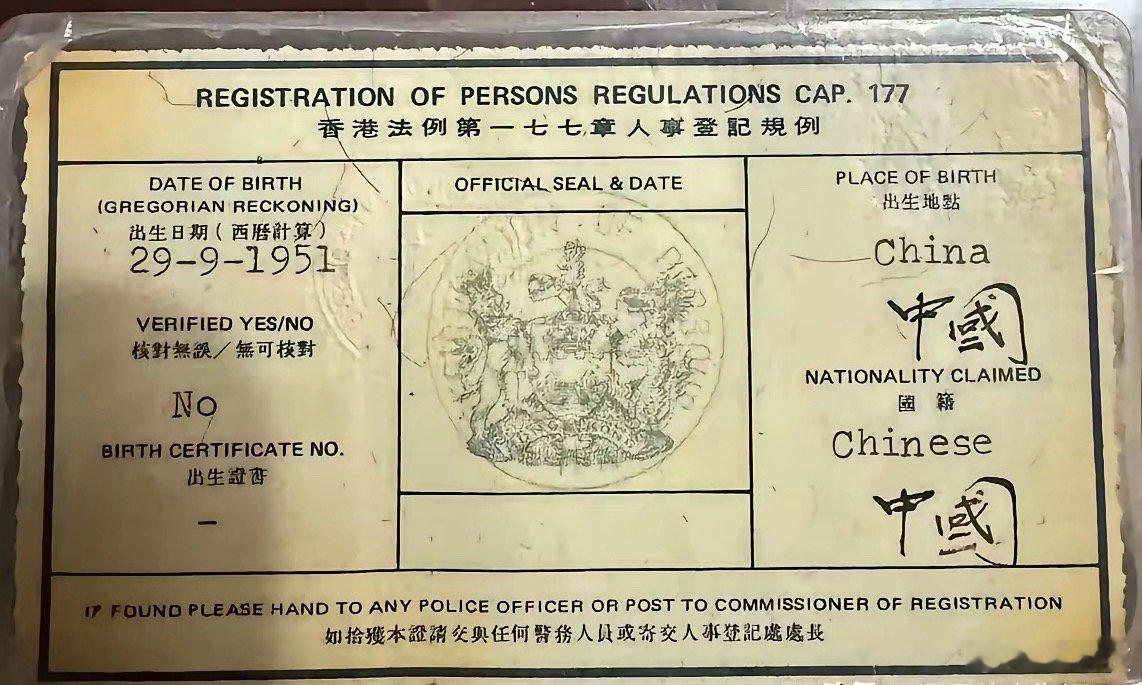 REGISTRATION OF PERSONS REGULATIONS CAP. 177
香港法例第一七七章人事登記規例
DATE OF BIRTH
(GREGORIAN RECKONING)
出生日期(西曆計算)
29-9-1951
VERIFIED YES/NO
核對無誤/無可核對
No
BIRTH CERTIFICATE NO.
出生證書
—
OFFICIAL SEAL & DATE
PLACE OF BIRTH
出生地點
China
中國
NATIONALITY CLAIMED
國籍
Chinese
中國
IF FOUND PLEASE HAND TO ANY POLICE OFFICER OR POST TO COMMISSIONER OF REGISTRATION
如拾獲本證請交與任何警務人員或寄交人事登記處處長